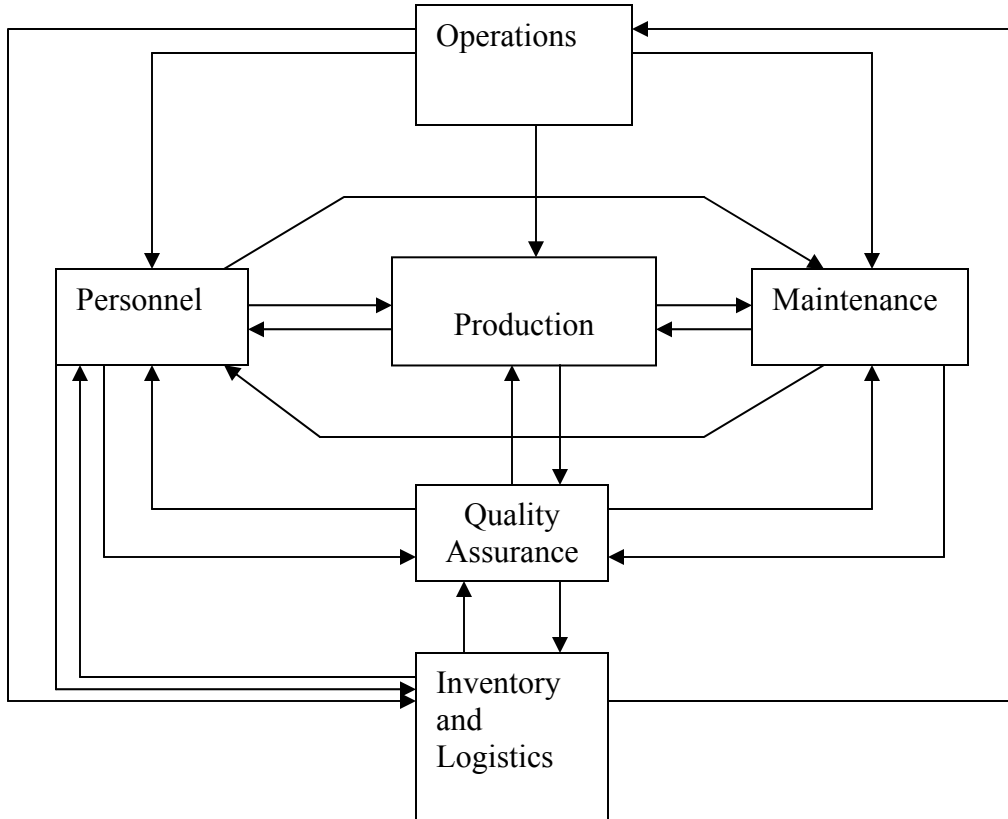 Operations
Personnel
Production
Maintenance
Quality
Assurance
Inventory
and
Logistics